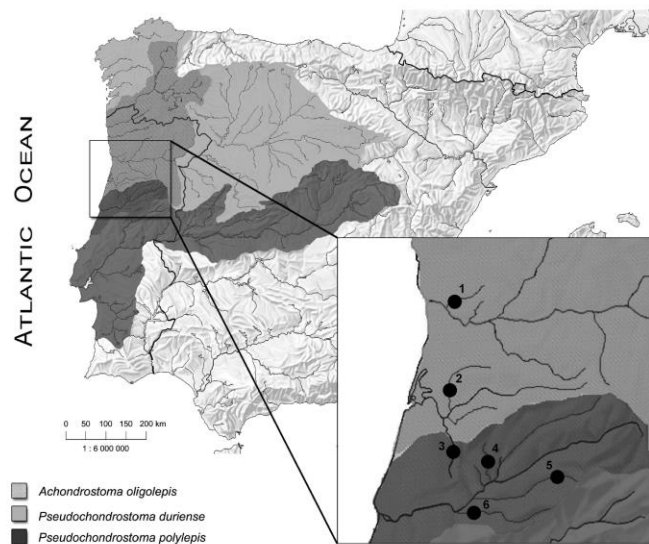 ATLANTIC OCEAN
1
2
3
4
5
6
0 50 100 150 200 km
1 : 6 000 000
Achondrostoma oligolepis
Pseudochondrostoma duriense
Pseudochondrostoma polylepis